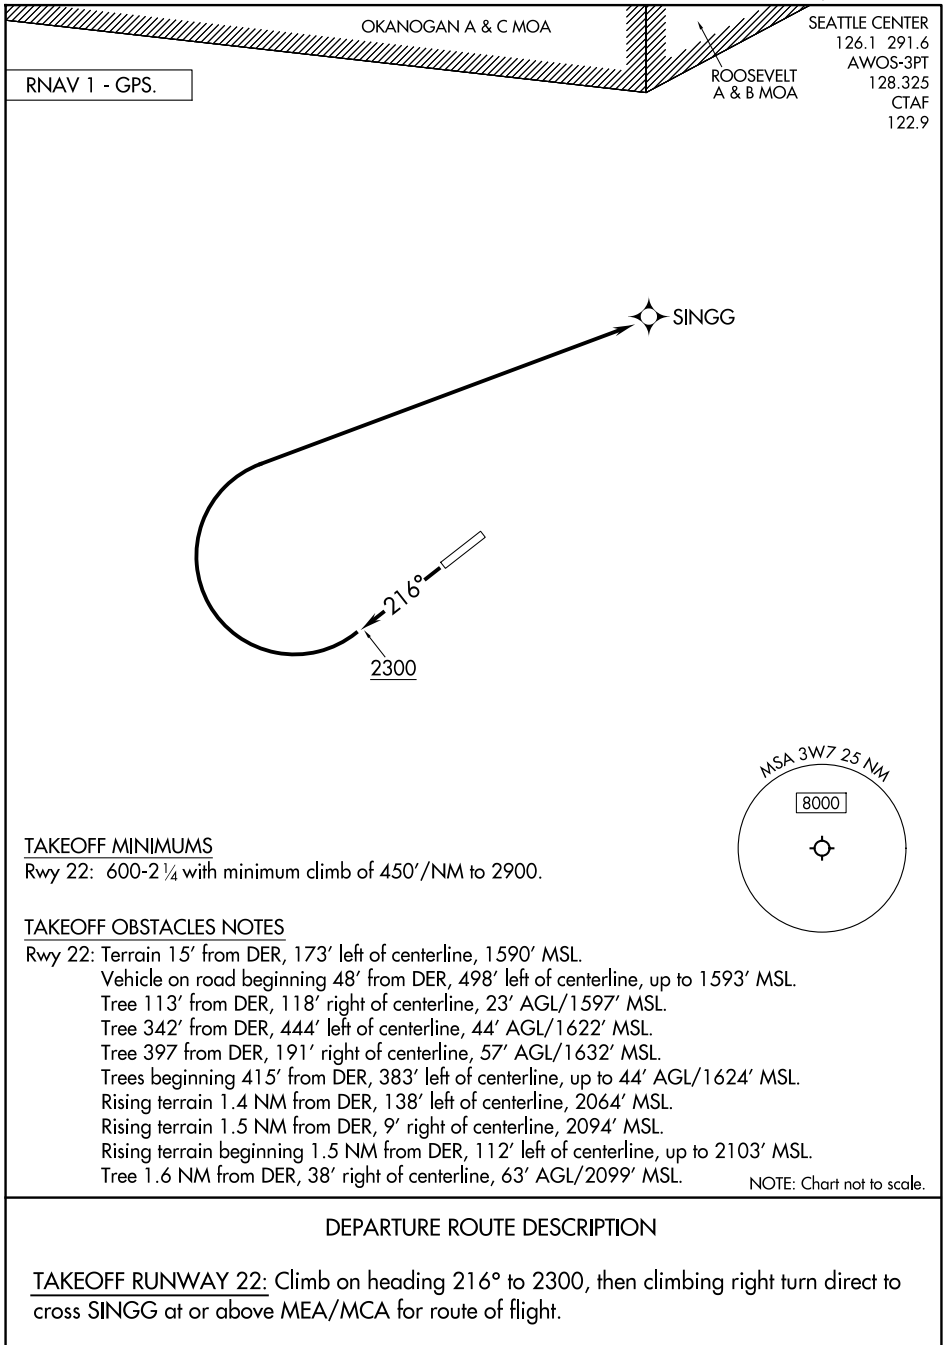 OKANOGAN A & C MOA
SEATTLE CENTER
126.1 291.6
AWOS-3PT
128.325
CTAF
122.9
ROOSEVELT
A & B MOA
RNAV 1 - GPS.
SINGG
216°
2300
MSA 3W7 25 NM
8000
TAKEOFF MINIMUMS
Rwy 22: 600-2¼ with minimum climb of 450'/NM to 2900.
TAKEOFF OBSTACLES NOTES
Rwy 22: Terrain 15' from DER, 173' left of centerline, 1590' MSL.
Vehicle on road beginning 48' from DER, 498' left of centerline, up to 1593' MSL.
Tree 113' from DER, 118' right of centerline, 23' AGL/1597' MSL.
Tree 342' from DER, 444' left of centerline, 44' AGL/1622' MSL.
Tree 397 from DER, 191' right of centerline, 57' AGL/1632' MSL.
Trees beginning 415' from DER, 383' left of centerline, up to 44' AGL/1624' MSL.
Rising terrain 1.4 NM from DER, 138' left of centerline, 2064' MSL.
Rising terrain 1.5 NM from DER, 9' right of centerline, 2094' MSL.
Rising terrain beginning 1.5 NM from DER, 112' left of centerline, up to 2103' MSL.
Tree 1.6 NM from DER, 38' right of centerline, 63' AGL/2099' MSL.
NOTE: Chart not to scale.
DEPARTURE ROUTE DESCRIPTION
TAKEOFF RUNWAY 22: Climb on heading 216° to 2300, then climbing right turn direct to
cross SINGG at or above MEA/MCA for route of flight.